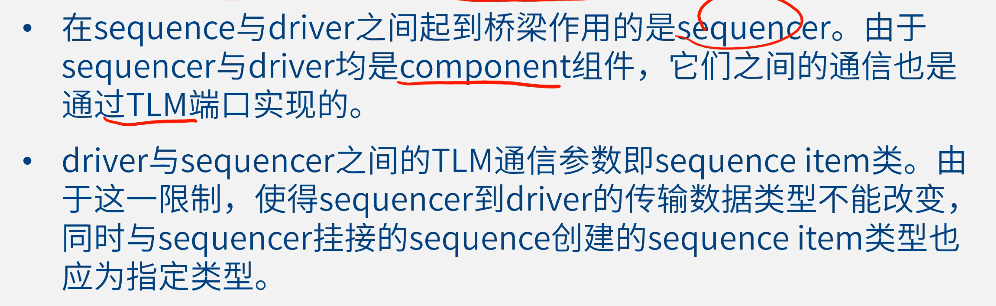 • 在sequence与driver之间起到桥梁作用的是sequencer。由于
sequencer与driver均是component组件，它们之间的通信也是
通过TLM端口实现的。
• driver与sequencer之间的TLM通信参数即sequence item类。由
于这一限制，使得sequencer到driver的传输数据类型不能改变，
同时与sequencer挂接的sequence创建的sequence item类型也
应为指定类型。